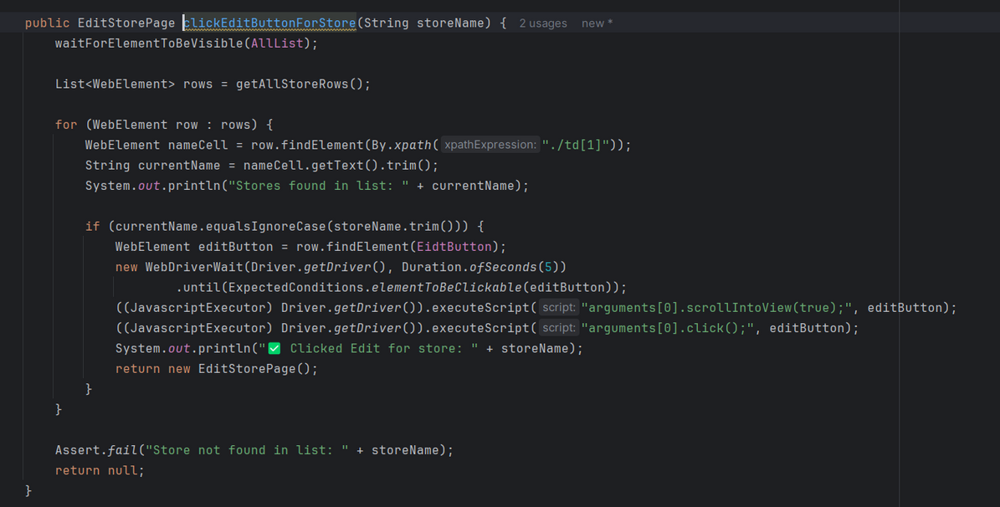 public EditStorePage clickEditButtonForStore(String storeName) { 2 usages new *
    waitForElementToBeVisible(AllList);

    List<WebElement> rows = getAllStoreRows();

    for (WebElement row : rows) {
        WebElement nameCell = row.findElement(By.xpath( xpathExpression: "./td[1]"));
        String currentName = nameCell.getText().trim();
        System.out.println("Stores found in list: " + currentName);

        if (currentName.equalsIgnoreCase(storeName.trim())) {
            WebElement editButton = row.findElement(EidtButton);
            new WebDriverWait(Driver.getDriver(), Duration.ofSeconds(5))
                    .until(ExpectedConditions.elementToBeClickable(editButton));
            ((JavascriptExecutor) Driver.getDriver()).executeScript( script: "arguments[0].scrollIntoView(true);", editButton);
            ((JavascriptExecutor) Driver.getDriver()).executeScript( script: "arguments[0].click();", editButton);
            System.out.println("✅ Clicked Edit for store: " + storeName);
            return new EditStorePage();
        }
    }

    Assert.fail("Store not found in list: " + storeName);
    return null;
}